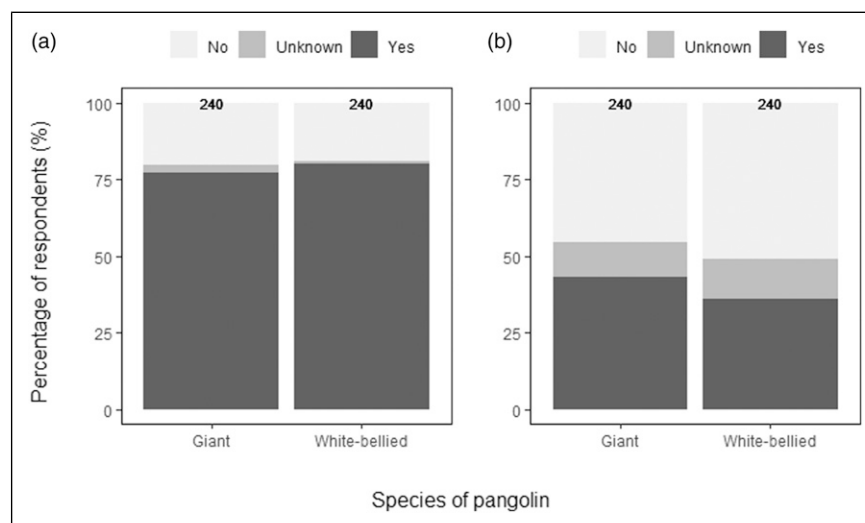 (a) No Unknown Yes
(b) No Unknown Yes
Percentage of respondents (%)
100
75
50
25
0
240 240
Giant White-bellied
100
75
50
25
0
240 240
Giant White-bellied
Species of pangolin